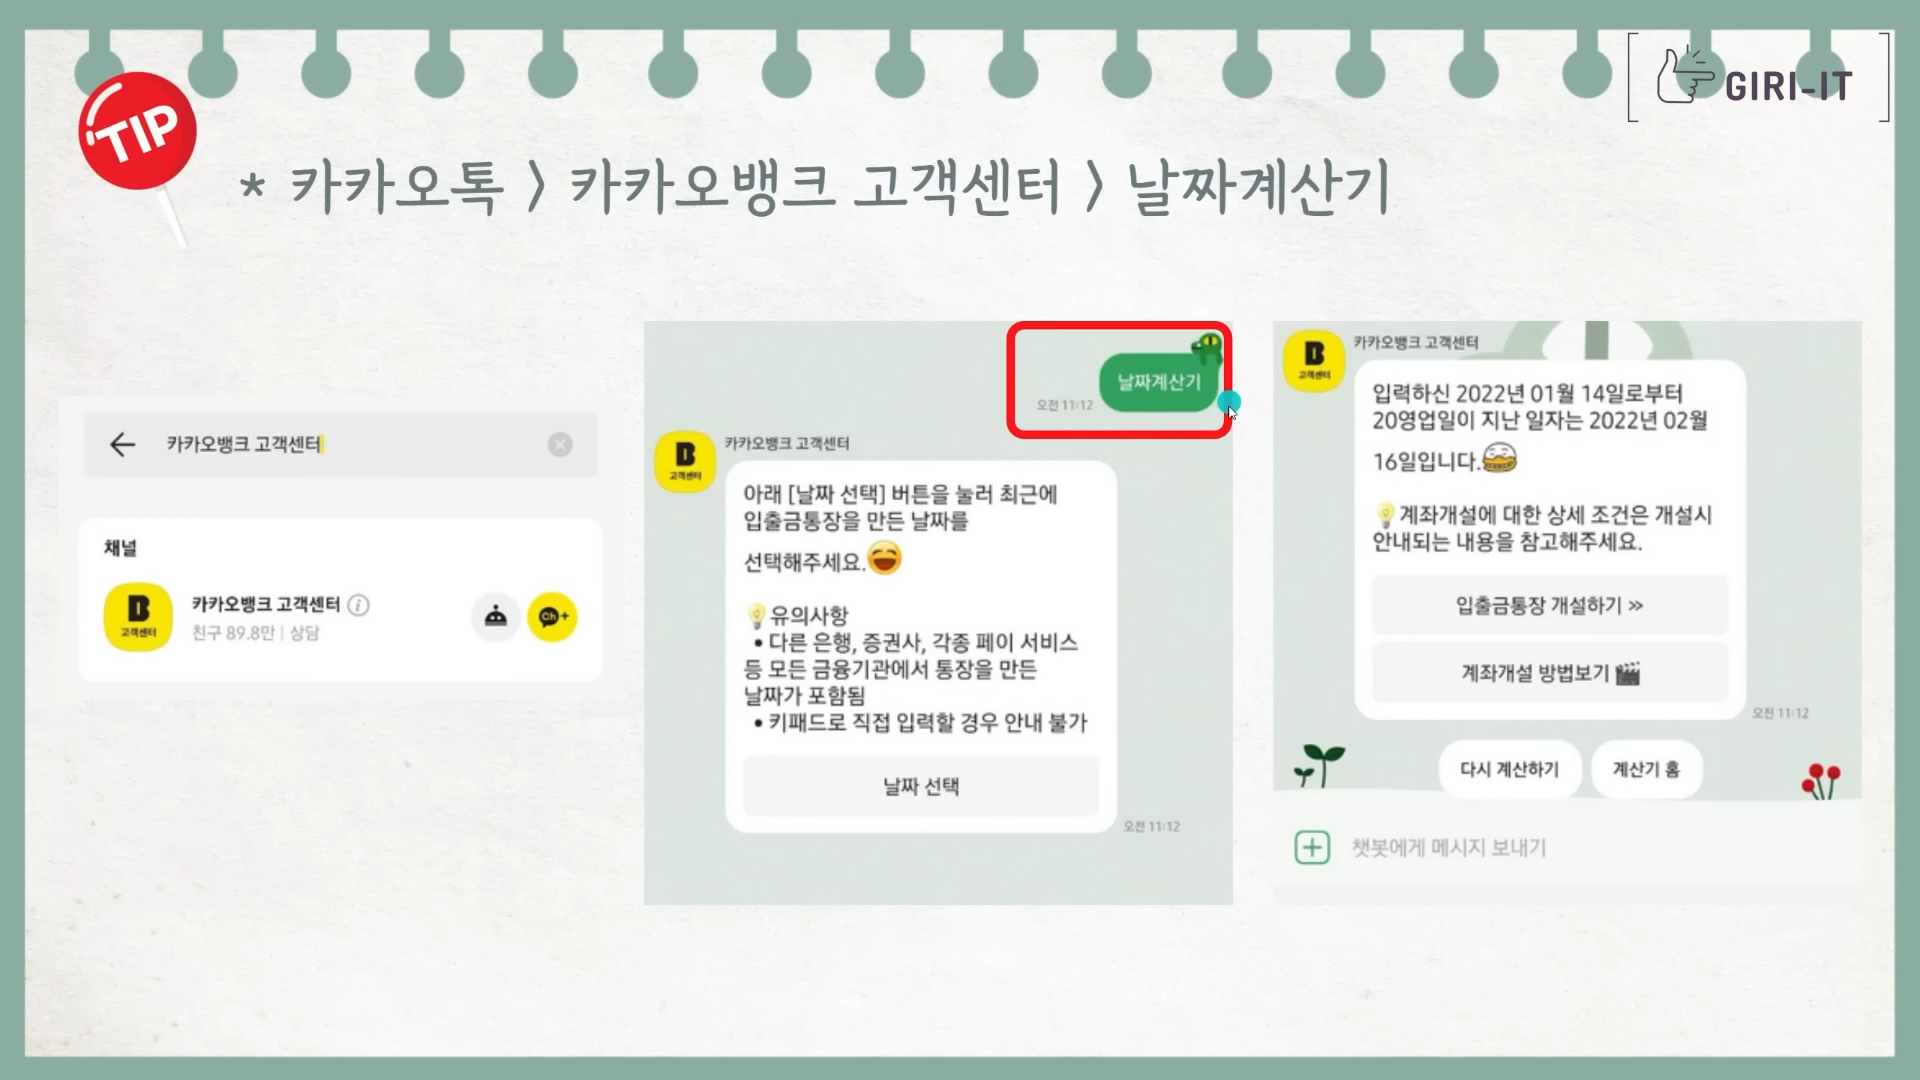 TIP
GIRI-IT
* 카카오톡 > 카카오뱅크 고객센터 > 날짜계산기
카카오뱅크 고객센터
채널
B
고객센터
카카오뱅크 고객센터
친구 89.8만 | 상담
Ch+
날짜계산기
오전 11:12
B
고객센터
카카오뱅크 고객센터
아래 [날짜 선택] 버튼을 눌러 최근에
입출금통장을 만든 날짜를
선택해주세요.
유의사항
• 다른 은행, 증권사, 각종 페이 서비스
등 모든 금융기관에서 통장을 만든
날짜가 포함됨
• 키패드로 직접 입력할 경우 안내 불가
날짜 선택
오전 11:12
B
고객센터
카카오뱅크 고객센터
입력하신 2022년 01월 14일로부터
20영업일이 지난 일자는 2022년 02월
16일입니다.
계좌개설에 대한 상세 조건은 개설시
안내되는 내용을 참고해주세요.
입출금통장 개설하기 »
계좌개설 방법보기
오전 11:12
다시 계산하기
계산기 홈
챗봇에게 메시지 보내기